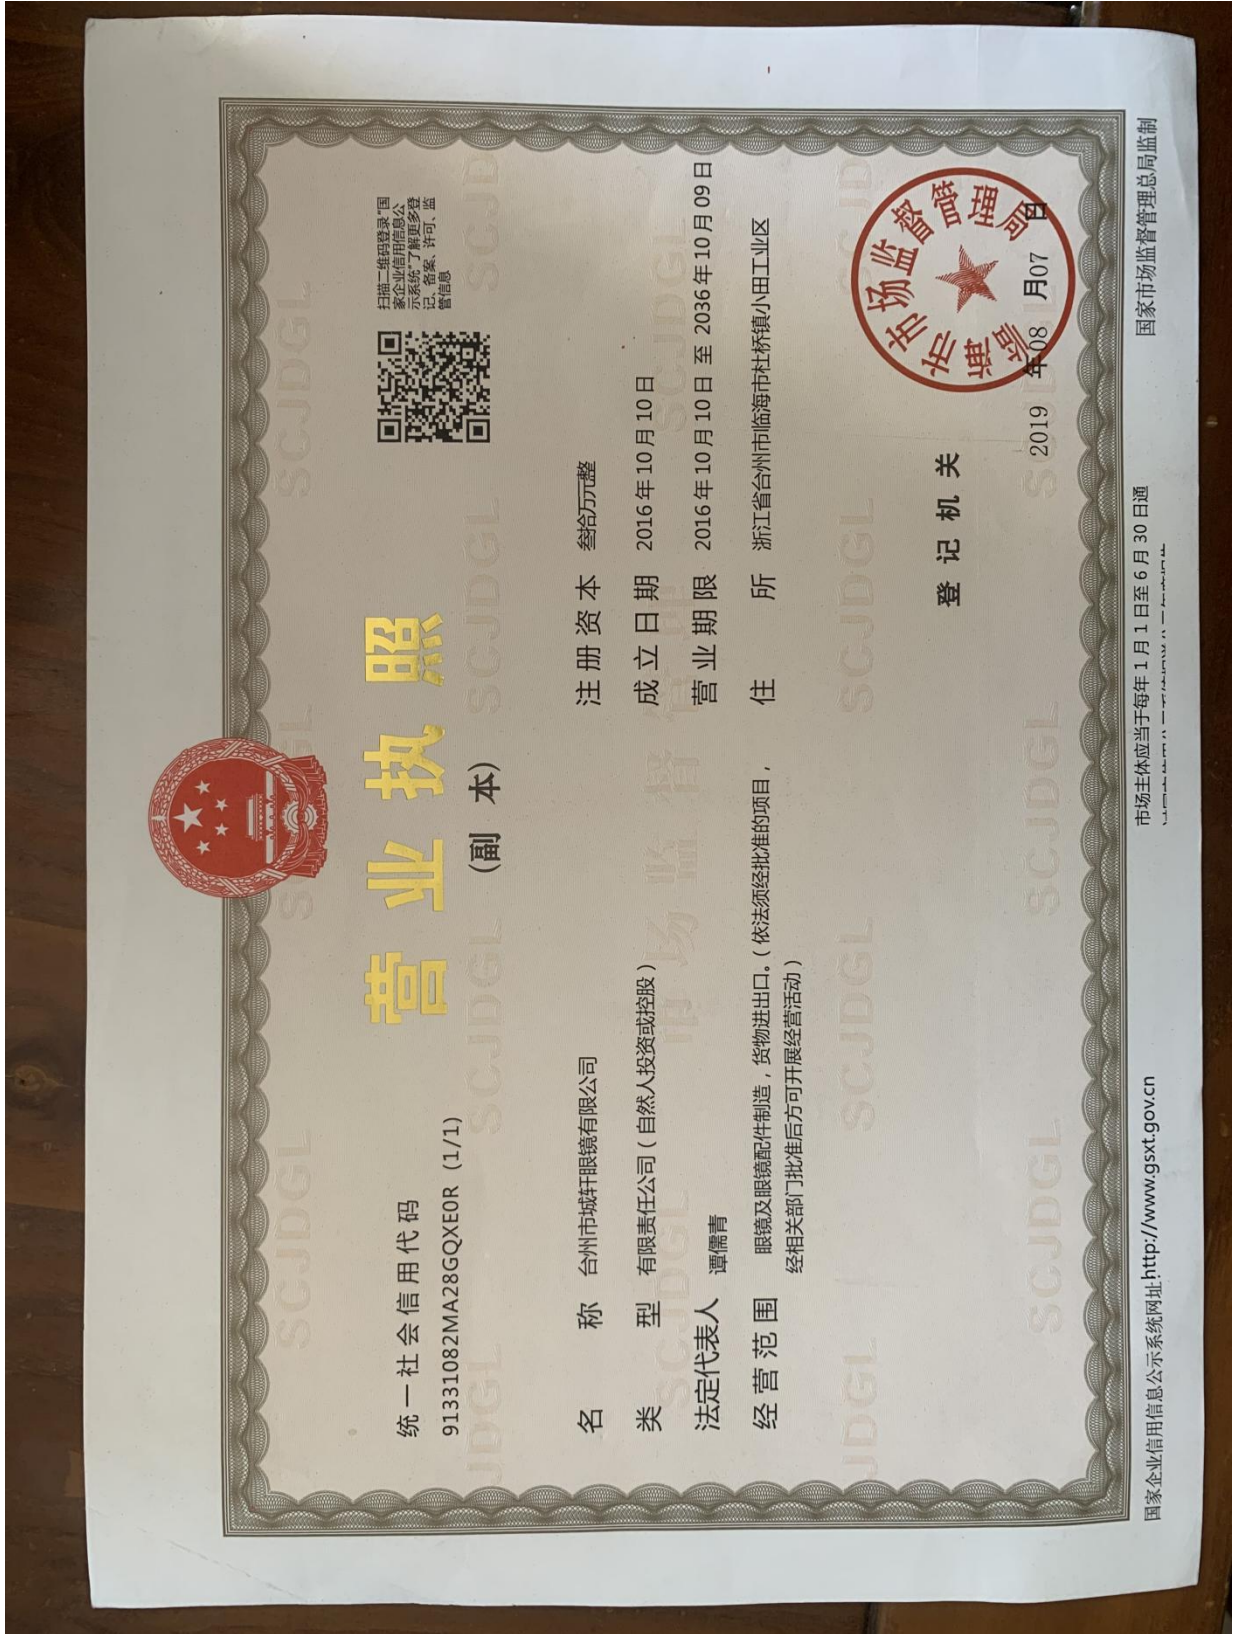 统一社会信用代码
91331082MA28GQXE0R (1/1)
营业执照
(副 本)
扫描二维码登录“国
家企业信用信息公
示系统”了解更多登
记、备案、许可、监
管信息
名 称 台州市城轩眼镜有限公司
类 型 有限责任公司（自然人投资或控股）
法定代表人 谭儒青
经营范围 眼镜及眼镜配件制造，货物进出口。（依法须经批准的项目，
经相关部门批准后方可开展经营活动）
注册资本 叁拾万元整
成立日期 2016年10月10日
营业期限 2016年10月10日 至 2036年10月09日
住 所 浙江省台州市临海市杜桥镇小田工业区
登记机关
市场监督管理局
2019 年08 月07 日
国家企业信用信息公示系统网址:http://www.gsxt.gov.cn
市场主体应当于每年1月1日至6月30日通
国家市场监督管理总局监制
SCJDGL